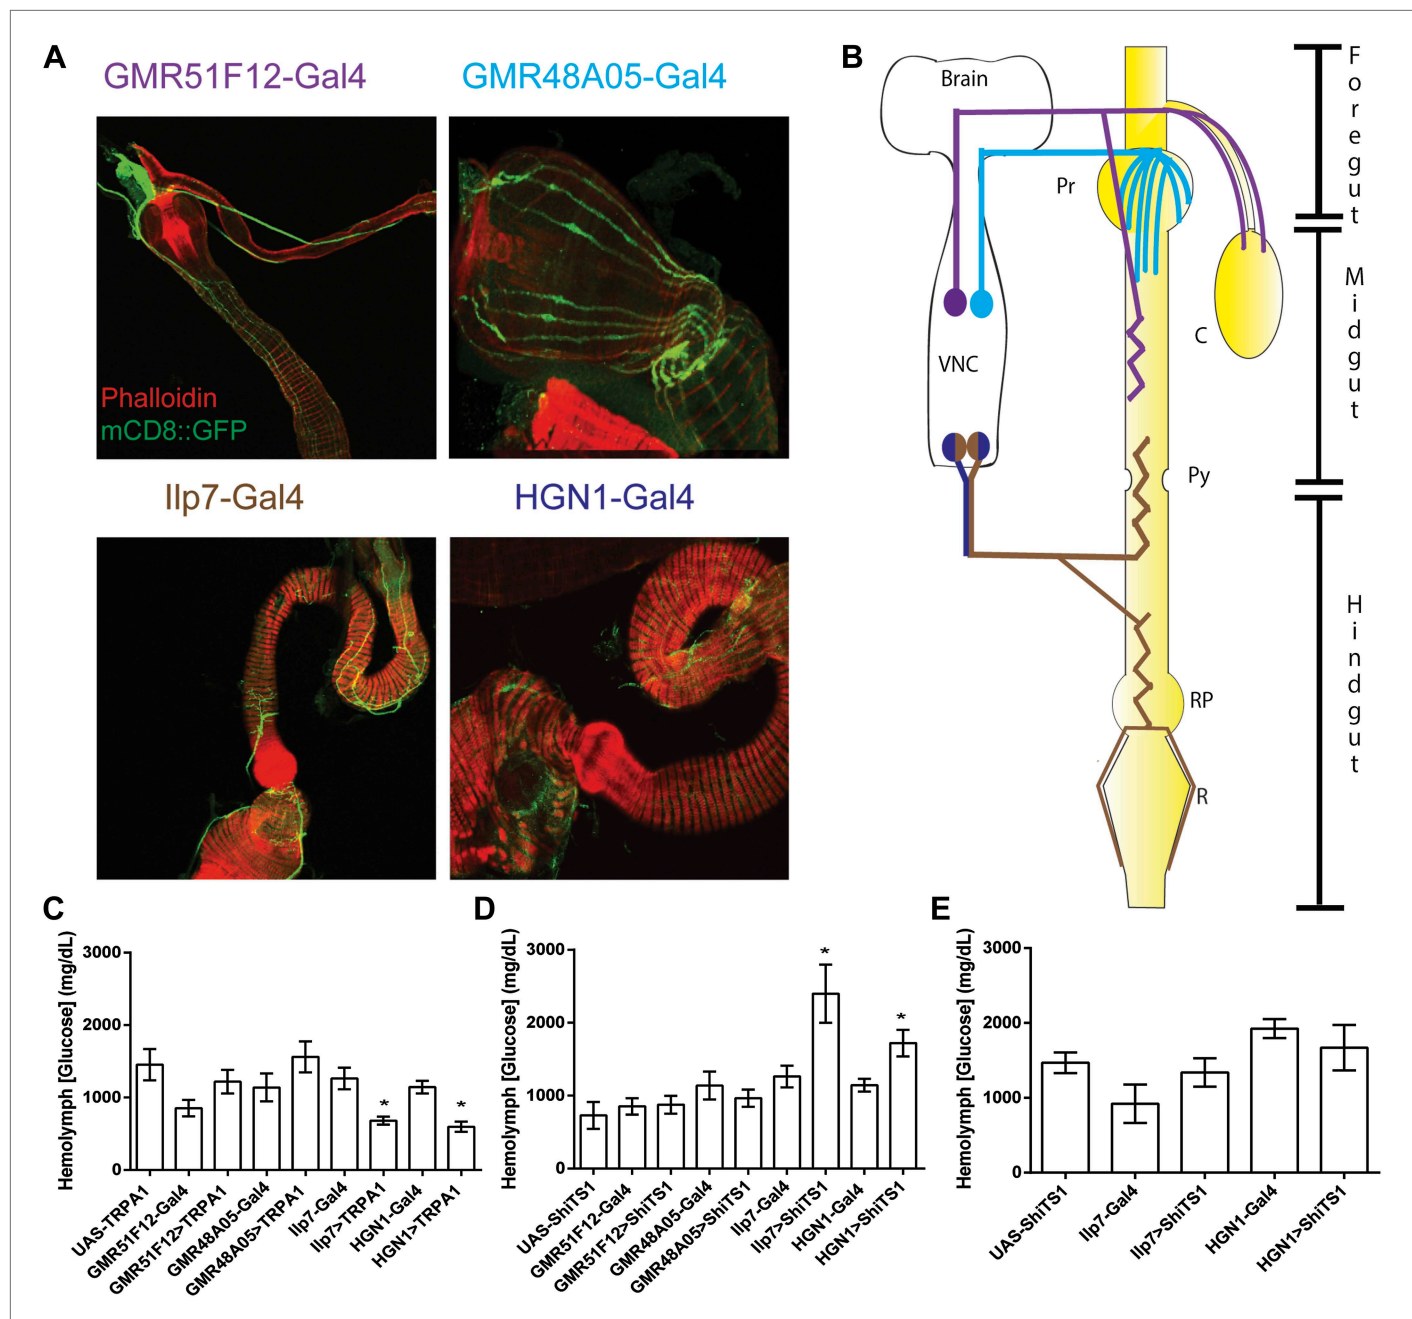 A
GMR51F12-Gal4
GMR48A05-Gal4
Phalloidin
mCD8::GFP
Ilp7-Gal4
HGN1-Gal4
B
Brain
Pr
C
VNC
Py
RP
R
Foregut
Midgut
Hindgut
C
Hemolymph [Glucose] (mg/dL)
3000
2000
1000
0
*
*
UAS-TRPA1
GMR51F12-Gal4
GMR51F12>TRPA1
GMR48A05-Gal4
GMR48A05>TRPA1
Ilp7-Gal4
Ilp7>TRPA1
HGN1-Gal4
HGN1>TRPA1
D
Hemolymph [Glucose] (mg/dL)
3000
2000
1000
0
*
*
UAS-ShiTS1
GMR51F12-Gal4
GMR51F12>ShiTS1
GMR48A05-Gal4
GMR48A05>ShiTS1
Ilp7-Gal4
Ilp7>ShiTS1
HGN1-Gal4
HGN1>ShiTS1
E
Hemolymph [Glucose] (mg/dL)
3000
2000
1000
0
UAS-ShiTS1
Ilp7-Gal4
Ilp7>ShiTS1
HGN1-Gal4
HGN1>ShiTS1